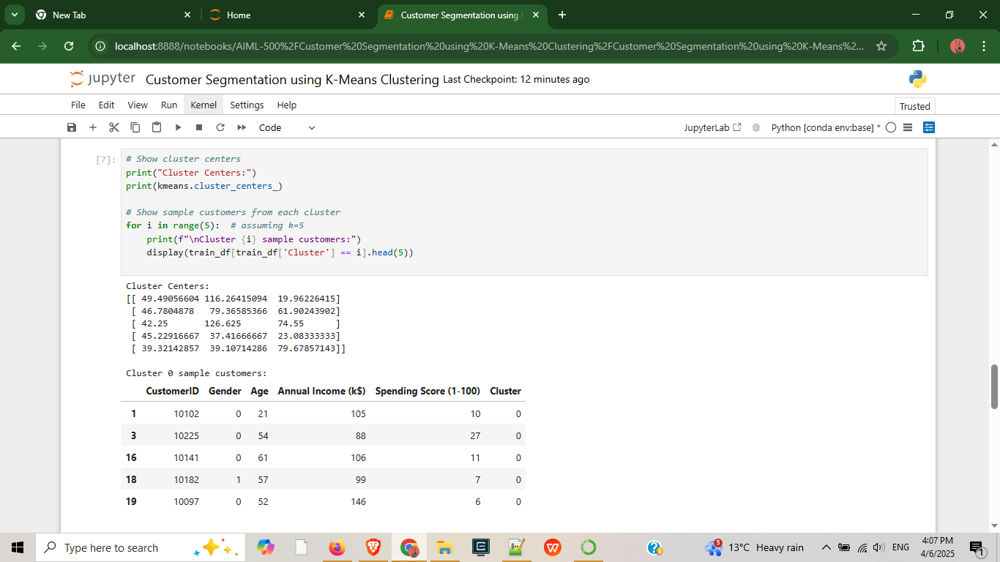 New Tab
Home
Customer Segmentation using
localhost:8888/notebooks/AIML-500%2FCustomer%20Segmentation%20using%20K-Means%20Clustering%2FCustomer%20Segmentation%20using%20K-Means%2...
jupyter Customer Segmentation using K-Means Clustering Last Checkpoint: 12 minutes ago
File Edit View Run Kernel Settings Help
Trusted
Code
JupyterLab
Python [conda env:base] *
[7]:
# Show cluster centers
print("Cluster Centers:")
print(kmeans.cluster_centers_)
# Show sample customers from each cluster
for i in range(5):  # assuming k=5
    print(f"\nCluster {i} sample customers:")
    display(train_df[train_df['Cluster'] == i].head(5))
Cluster Centers:
[[ 49.49056604 116.26415094  19.96226415]
 [ 46.7804878   79.36585366  61.90243902]
 [ 42.25       126.625       74.55      ]
 [ 45.22916667  37.41666667  23.08333333]
 [ 39.32142857  39.10714286  79.67857143]]
Cluster 0 sample customers:
CustomerID Gender Age Annual Income (k$) Spending Score (1-100) Cluster
1 10102 0 21 105 10 0
3 10225 0 54 88 27 0
16 10141 0 61 106 11 0
18 10182 1 57 99 7 0
19 10097 0 52 146 6 0
Type here to search
5
13°C Heavy rain
ENG
4:07 PM
4/6/2025
1